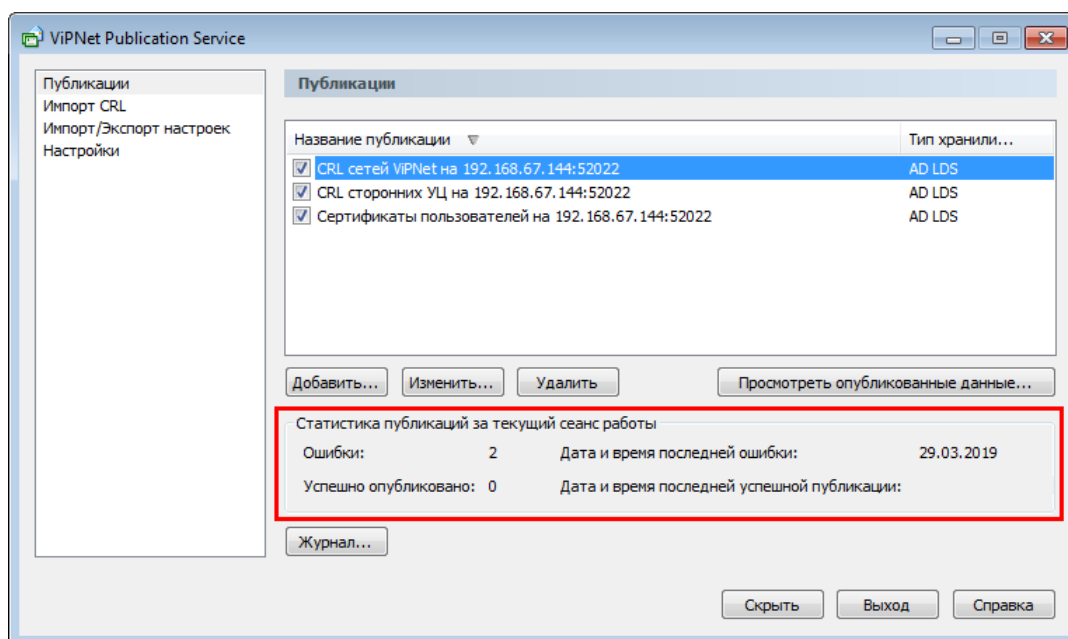 ViPNet Publication Service
Публикации
Импорт CRL
Импорт/Экспорт настроек
Настройки
Публикации
Название публикации Тип хранили...
CRL сетей ViPNet на 192.168.67.144:52022 AD LDS
CRL сторонних УЦ на 192.168.67.144:52022 AD LDS
Сертификаты пользователей на 192.168.67.144:52022 AD LDS
Добавить... Изменить... Удалить Просмотреть опубликованные данные...
Статистика публикаций за текущий сеанс работы
Ошибки: 2 Дата и время последней ошибки: 29.03.2019
Успешно опубликовано: 0 Дата и время последней успешной публикации:
Журнал...
Скрыть Выход Справка